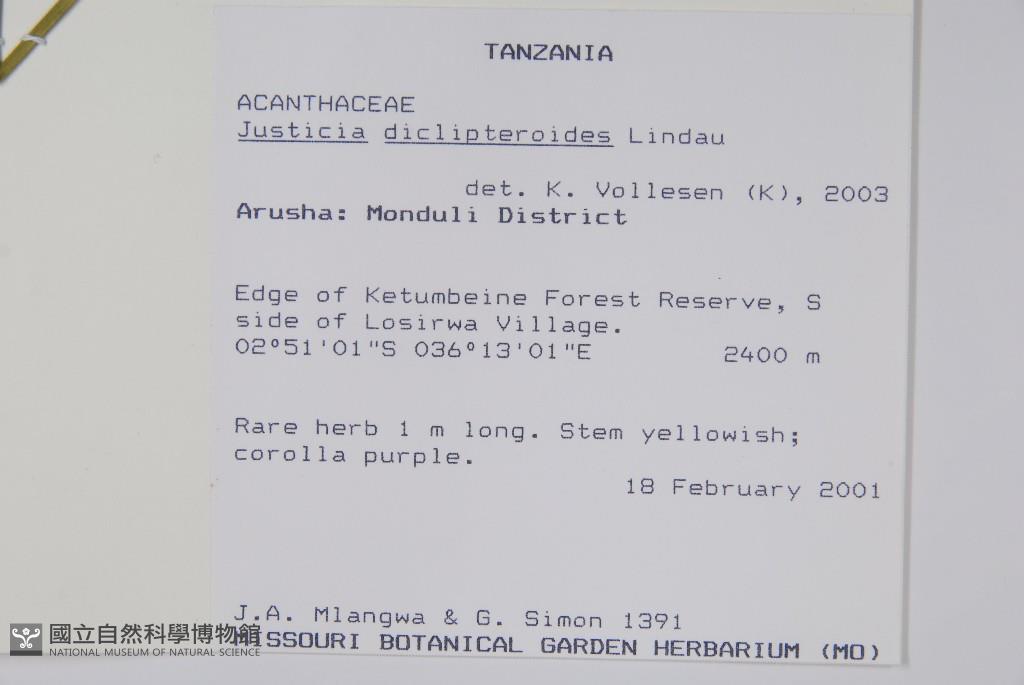 TANZANIA
ACANTHACEAE
Justicia diclipteroides Lindau
det. K. Vollesen (K), 2003
Arusha: Monduli District
Edge of Ketumbeine Forest Reserve, S
side of Losirwa Village.
02°51'01"S 036°13'01"E 2400 m
Rare herb 1 m long. Stem yellowish;
corolla purple.
18 February 2001
J.A. Mlangwa & G. Simon 1391
MISSOURI BOTANICAL GARDEN HERBARIUM (MO)
國立自然科學博物館
NATIONAL MUSEUM OF NATURAL SCIENCE